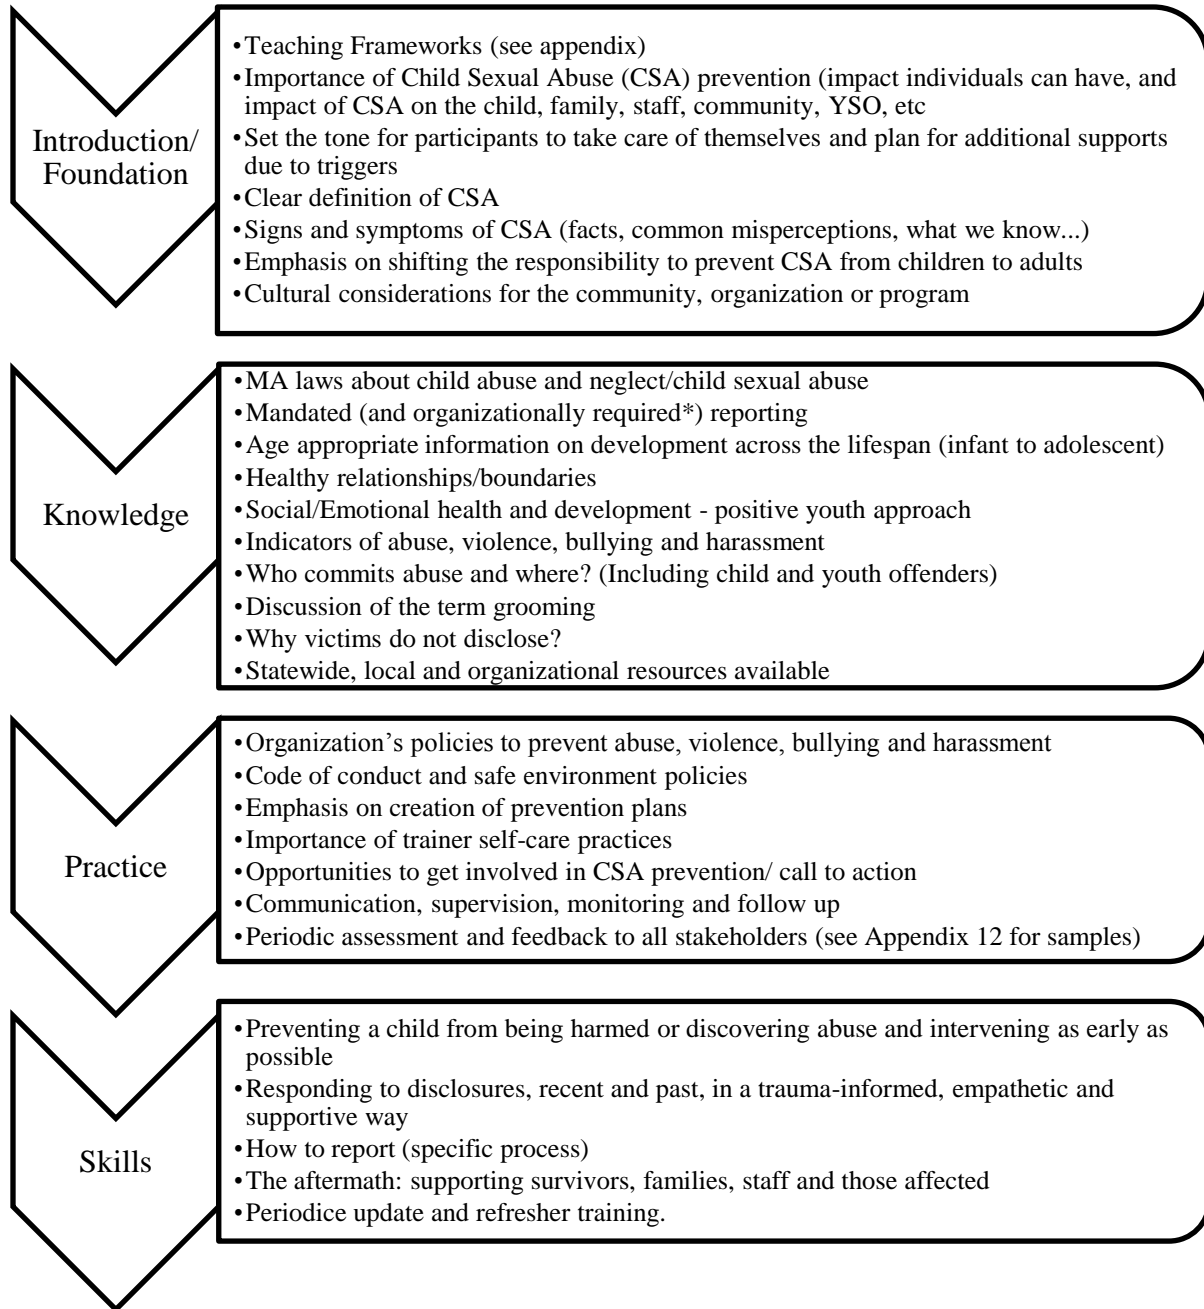 Introduction/
Foundation
•Teaching Frameworks (see appendix)
•Importance of Child Sexual Abuse (CSA) prevention (impact individuals can have, and
impact of CSA on the child, family, staff, community, YSO, etc
•Set the tone for participants to take care of themselves and plan for additional supports
due to triggers
•Clear definition of CSA
•Signs and symptoms of CSA (facts, common misperceptions, what we know...)
•Emphasis on shifting the responsibility to prevent CSA from children to adults
•Cultural considerations for the community, organization or program
Knowledge
•MA laws about child abuse and neglect/child sexual abuse
•Mandated (and organizationally required*) reporting
•Age appropriate information on development across the lifespan (infant to adolescent)
•Healthy relationships/boundaries
•Social/Emotional health and development - positive youth approach
•Indicators of abuse, violence, bullying and harassment
•Who commits abuse and where? (Including child and youth offenders)
•Discussion of the term grooming
•Why victims do not disclose?
•Statewide, local and organizational resources available
Practice
•Organization’s policies to prevent abuse, violence, bullying and harassment
•Code of conduct and safe environment policies
•Emphasis on creation of prevention plans
•Importance of trainer self-care practices
•Opportunities to get involved in CSA prevention/ call to action
•Communication, supervision, monitoring and follow up
•Periodic assessment and feedback to all stakeholders (see Appendix 12 for samples)
Skills
•Preventing a child from being harmed or discovering abuse and intervening as early as
possible
•Responding to disclosures, recent and past, in a trauma-informed, empathetic and
supportive way
•How to report (specific process)
•The aftermath: supporting survivors, families, staff and those affected
•Periodice update and refresher training.